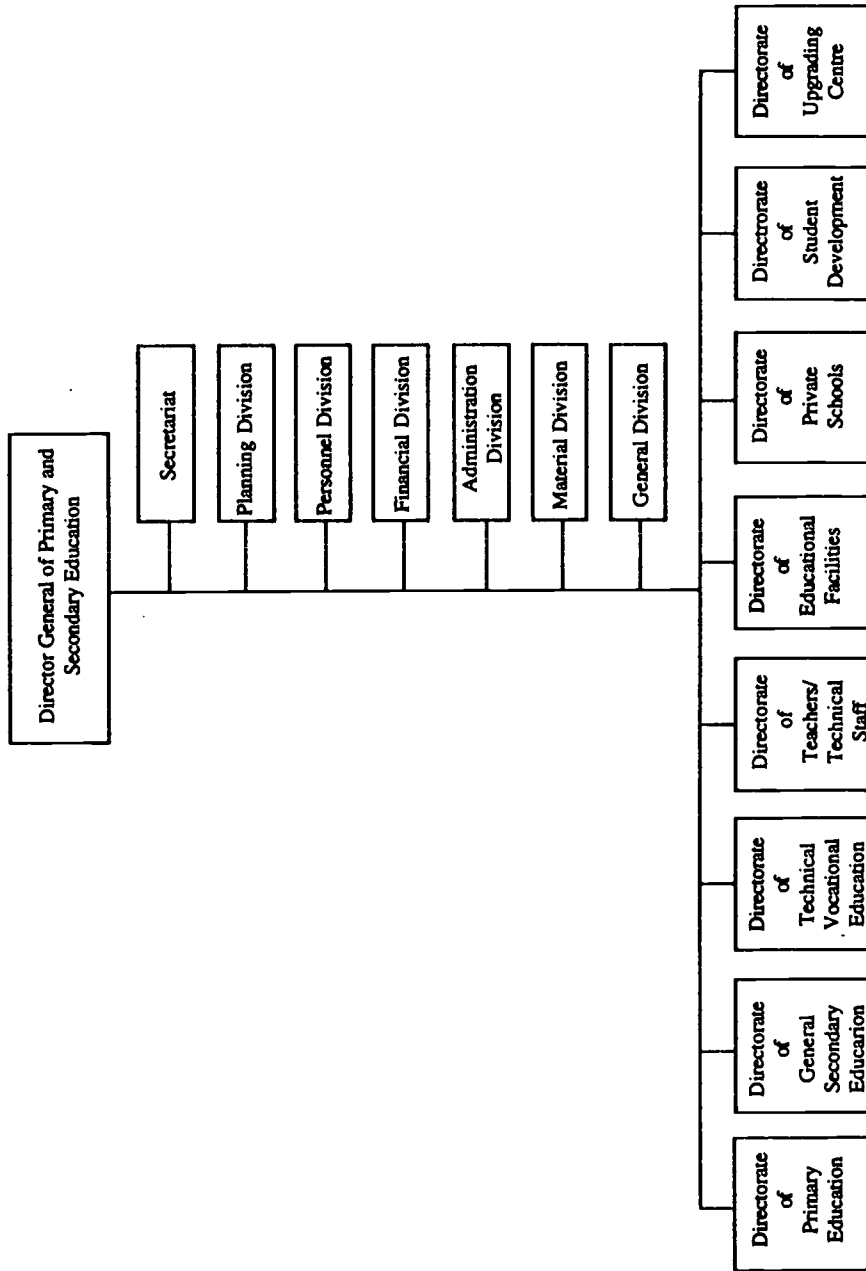 Director General of Primary and
Secondary Education
Secretariat
Planning Division
Personnel Division
Financial Division
Administration
Division
Material Division
General Division
Directorate
of
Primary
Education
Directorate
of
General
Secondary
Educarion
Directorate
of
Technical
Vocational
Education
Directorate
of
Teachers/
Technical
Staff
Directorate
of
Educational
Facilities
Directorate
of
Private
Schools
Directrorate
of
Student
Development
Directorate
of
Upgrading
Centre